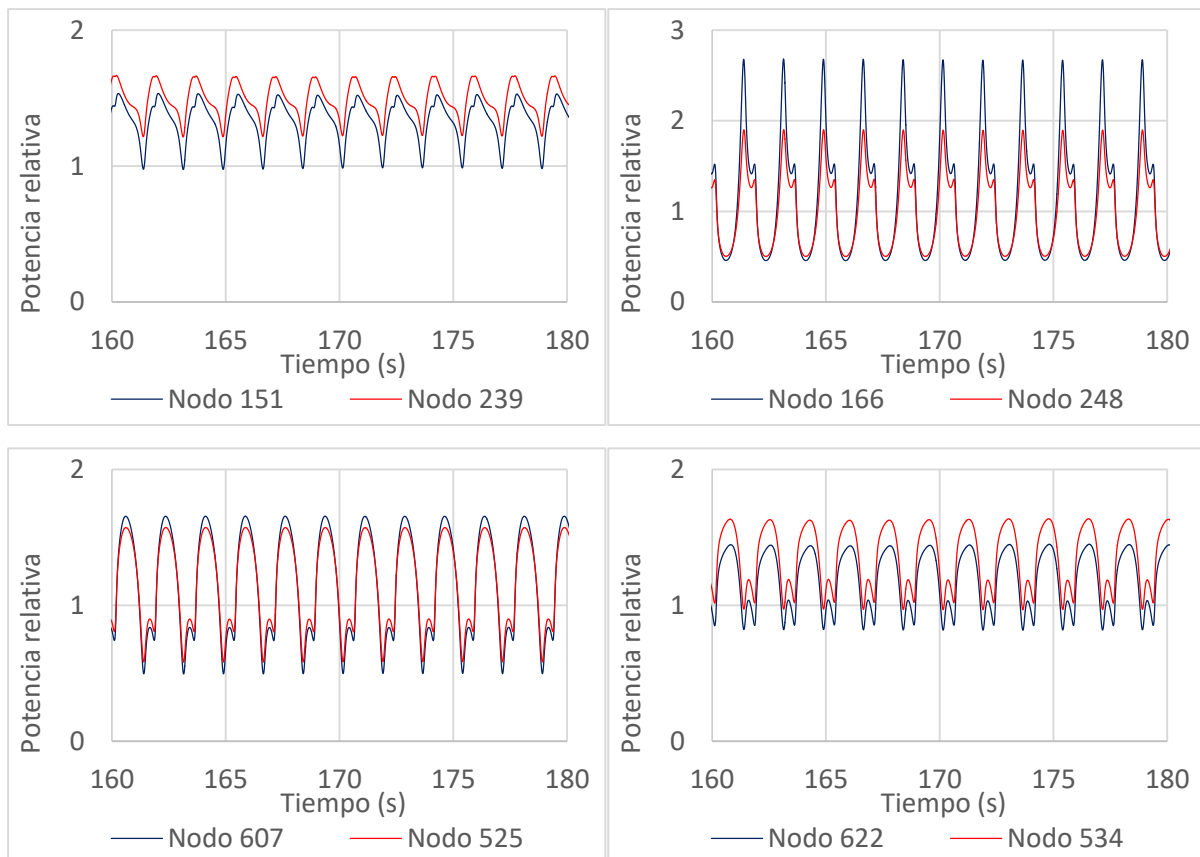 2
1
0
Potencia relativa
160 165 170 175 180
Tiempo (s)
Nodo 151 Nodo 239
3
2
1
0
Potencia relativa
160 165 170 175 180
Tiempo (s)
Nodo 166 Nodo 248
2
1
0
Potencia relativa
160 165 170 175 180
Tiempo (s)
Nodo 607 Nodo 525
2
1
0
Potencia relativa
160 165 170 175 180
Tiempo (s)
Nodo 622 Nodo 534